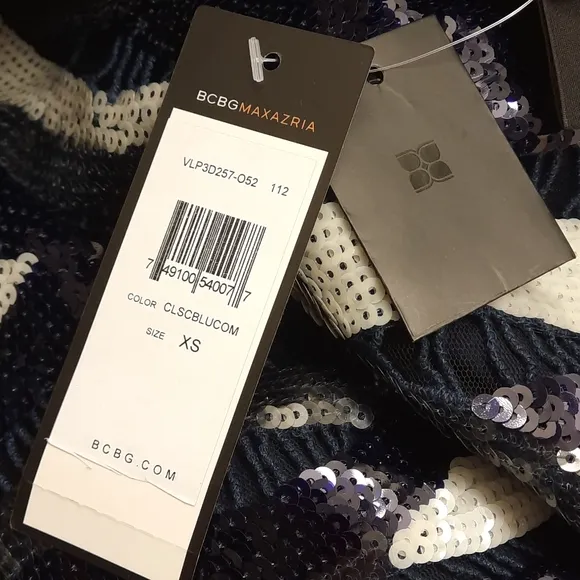 BCBGMAXAZRIA
VLP3D257-O52 112
7 49100 54007 7
COLOR CLSCBLUCOM
SIZE XS
BCBG.COM